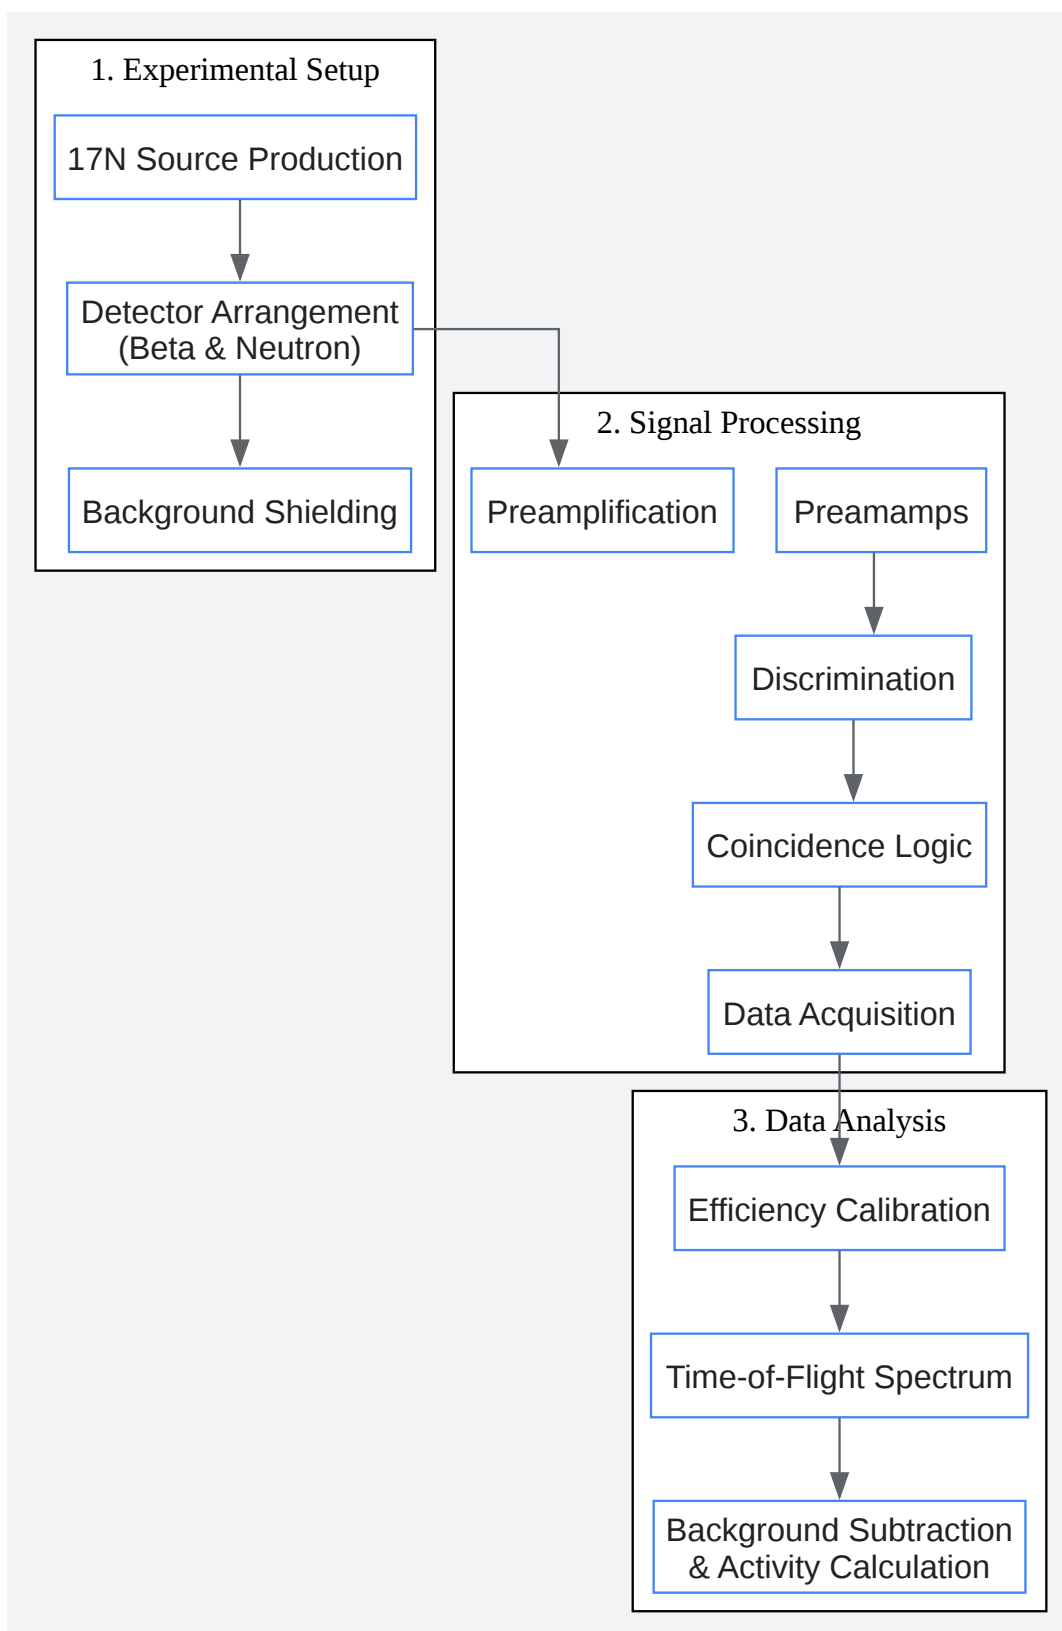 1. Experimental Setup
17N Source Production
Detector Arrangement
(Beta & Neutron)
Background Shielding
2. Signal Processing
Preamplification
Preamamps
Discrimination
Coincidence Logic
Data Acquisition
3. Data Analysis
Efficiency Calibration
Time-of-Flight Spectrum
Background Subtraction
& Activity Calculation